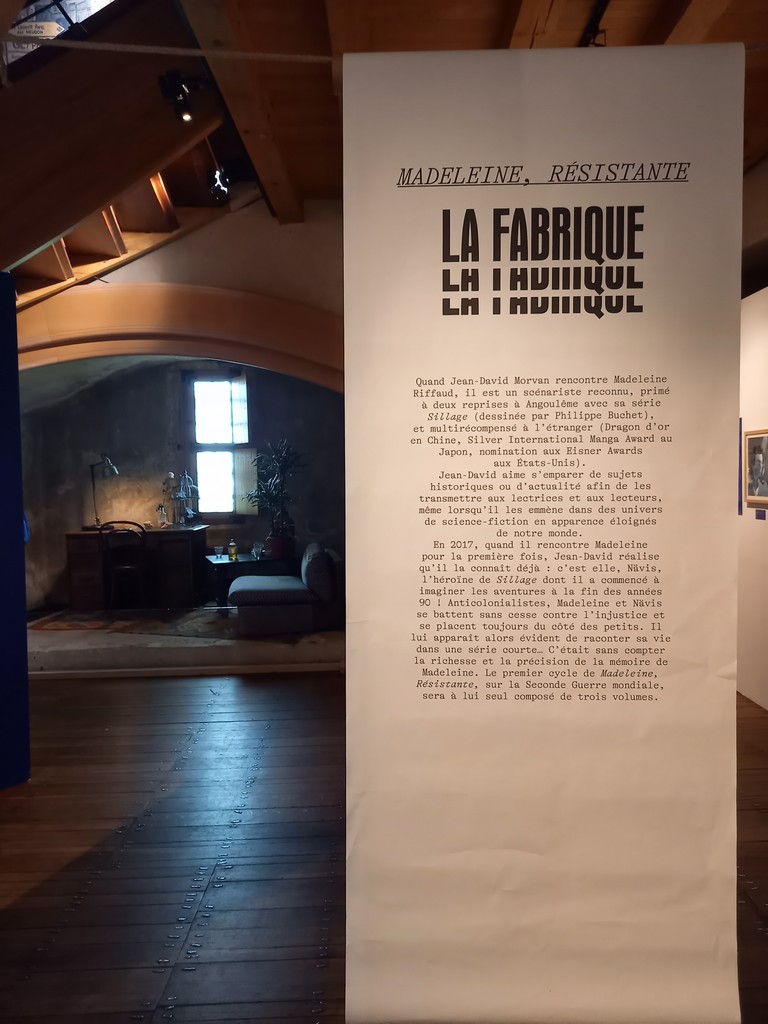 MADELEINE, RÉSISTANTE
LA FABRIQUE
LA FABRIQUE
LA FABRIQUE
Quand Jean-David Morvan rencontre Madeleine
Riffaud, il est un scénariste reconnu, primé
à deux reprises à Angoulême avec sa série
Sillage (dessinée par Philippe Buchet),
et multirécompensé à l'étranger (Dragon d'or
en Chine, Silver International Manga Award au
Japon, nomination aux Eisner Awards
aux États-Unis).
Jean-David aime s'emparer de sujets
historiques ou d'actualité afin de les
transmettre aux lectrices et aux lecteurs,
même lorsqu'il les emmène dans des univers
de science-fiction en apparence éloignés
de notre monde.
En 2017, quand il rencontre Madeleine
pour la première fois, Jean-David réalise
qu'il la connaît déjà : c'est elle, Nävis,
l'héroïne de Sillage dont il a commencé à
imaginer les aventures à la fin des années
90 ! Anticolonialistes, Madeleine et Nävis
se battent sans cesse contre l'injustice et
se placent toujours du côté des petits. Il
lui apparaît alors évident de raconter sa vie
dans une série courte… C'était sans compter
la richesse et la précision de la mémoire de
Madeleine. Le premier cycle de Madeleine,
Résistante, sur la Seconde Guerre mondiale,
sera à lui seul composé de trois volumes.